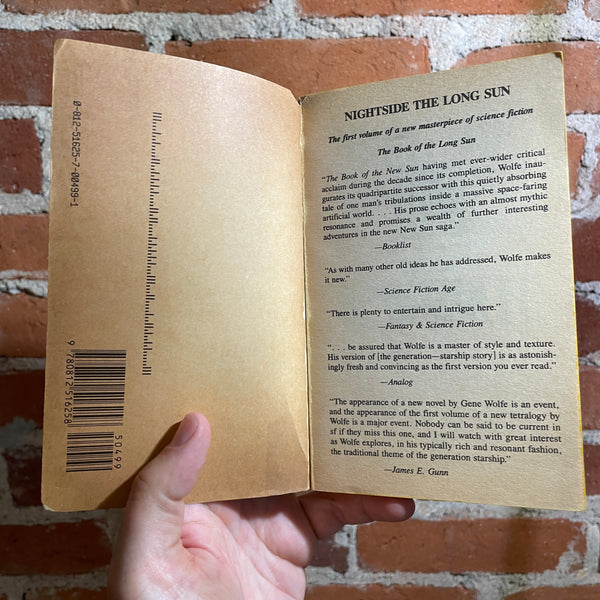 0-812-51625-7-00499-1
9 780812 516258
50499
NIGHTSIDE THE LONG SUN
The first volume of a new masterpiece of science fiction
The Book of the Long Sun
"The Book of the New Sun having met ever-wider critical
acclaim during the decade since its completion, Wolfe inau-
gurates its quadripartite successor with this quietly absorbing
tale of one man's tribulations inside a massive space-faring
artificial world. . . . His prose echoes with an almost mythic
resonance and promises a wealth of further interesting
adventures in the new New Sun saga."
—Booklist
"As with many other old ideas he has addressed, Wolfe makes
it new."
—Science Fiction Age
"There is plenty to entertain and intrigue here."
—Fantasy & Science Fiction
". . . be assured that Wolfe is a master of style and texture.
His version of [the generation—starship story] is as astonish-
ingly fresh and convincing as the first version you ever read."
—Analog
"The appearance of a new novel by Gene Wolfe is an event,
and the appearance of the first volume of a new tetralogy by
Wolfe is a major event. Nobody can be said to be current in
sf if they miss this one, and I will watch with great interest
as Wolfe explores, in his typically rich and resonant fashion,
the traditional theme of the generation starship."
—James E. Gunn